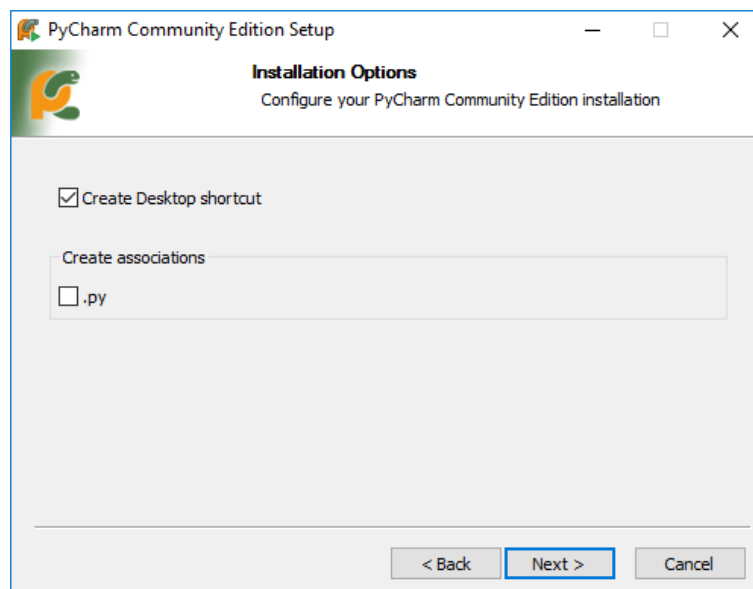 PyCharm Community Edition Setup
Installation Options
Configure your PyCharm Community Edition installation
Create Desktop shortcut
Create associations
.py
< Back
Next >
Cancel